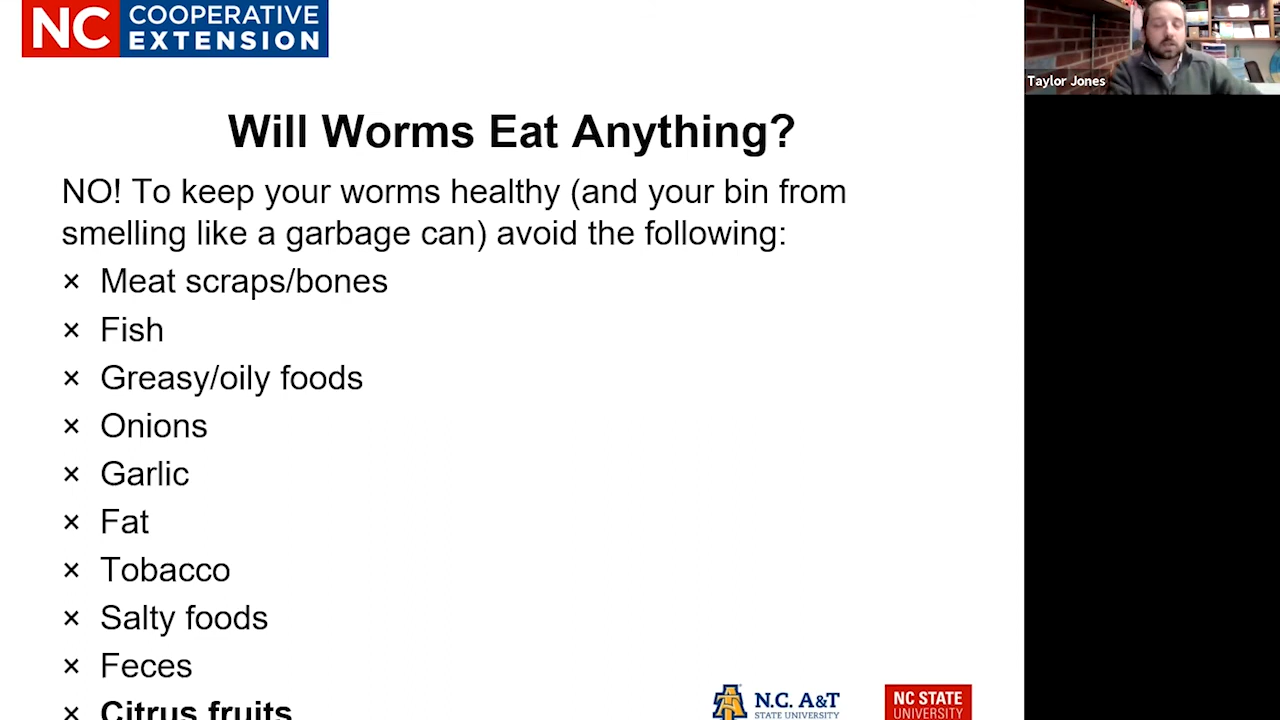 NC COOPERATIVE
EXTENSION
Taylor Jones
Will Worms Eat Anything?
NO! To keep your worms healthy (and your bin from
smelling like a garbage can) avoid the following:
× Meat scraps/bones
× Fish
× Greasy/oily foods
× Onions
× Garlic
× Fat
× Tobacco
× Salty foods
× Feces
× Citrus fruits
N.C. A&T
STATE UNIVERSITY
NC STATE
UNIVERSITY